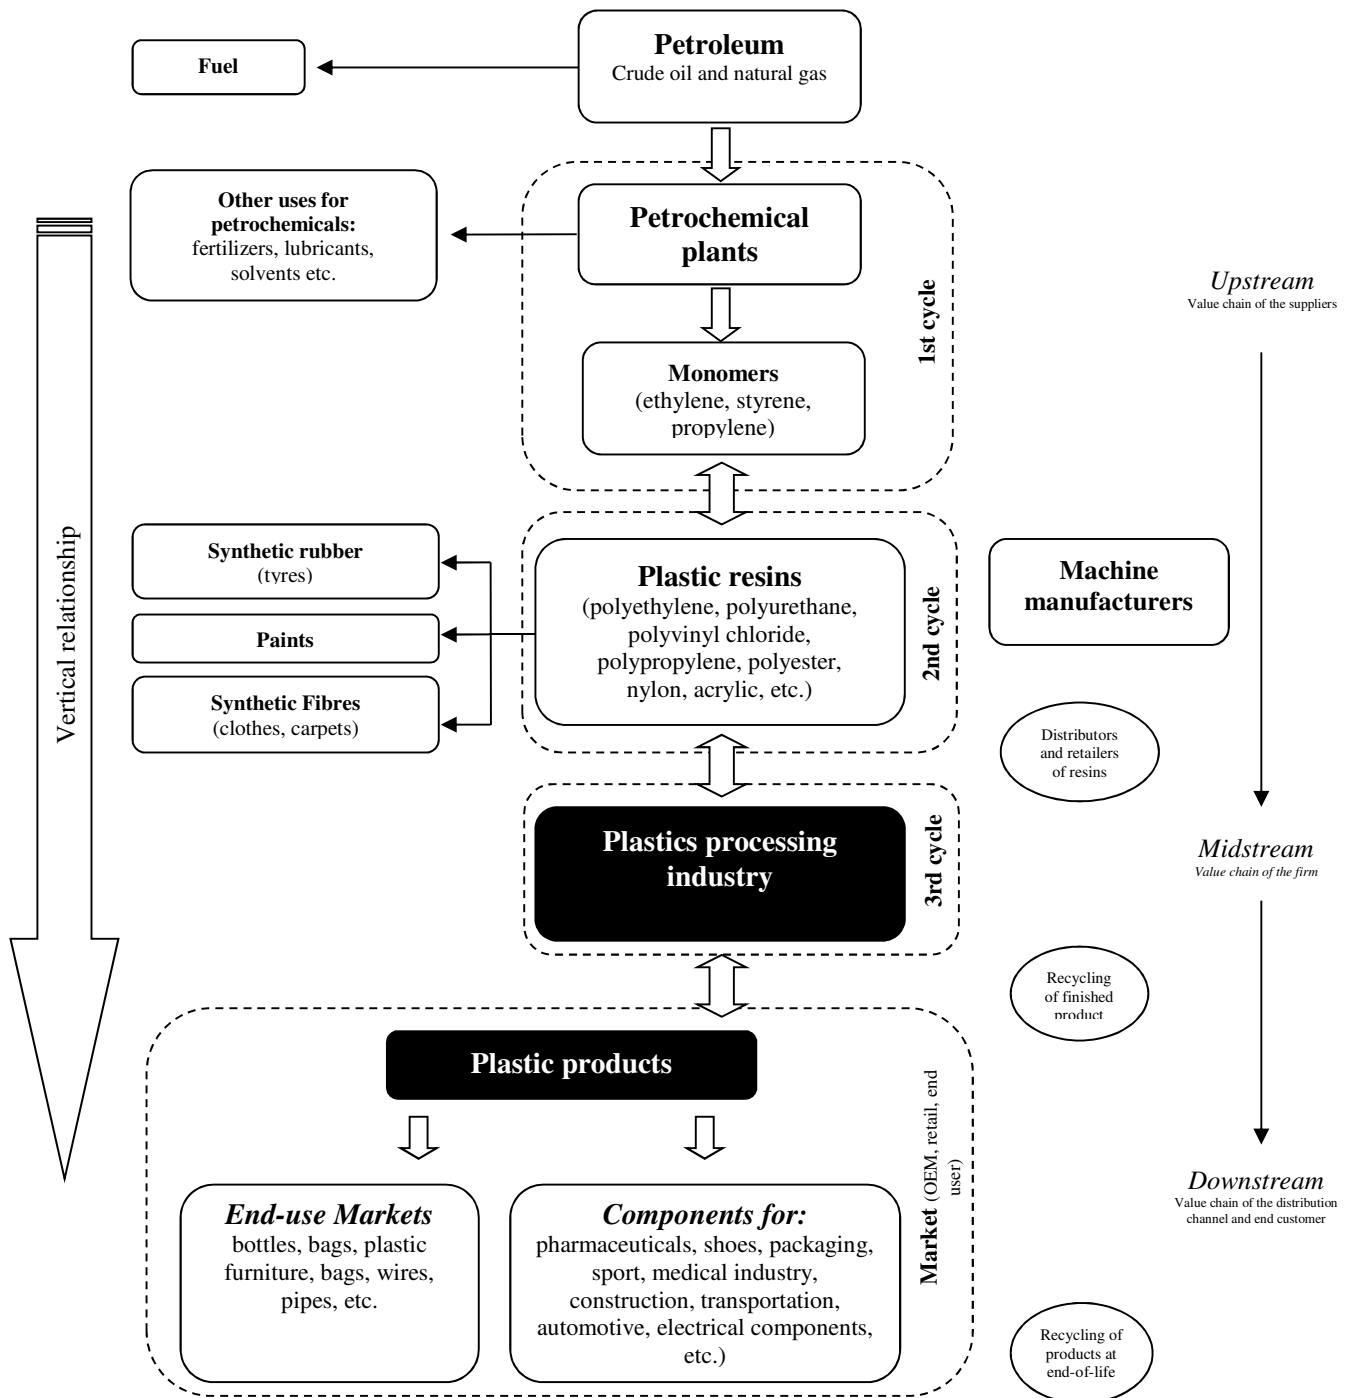 Petroleum
Crude oil and natural gas
Fuel
Petrochemical
plants
Other uses for
petrochemicals:
fertilizers, lubricants,
solvents etc.
Monomers
(ethylene, styrene,
propylene)
1st cycle
Upstream
Value chain of the suppliers
Vertical relationship
Synthetic rubber
(tyres)
Paints
Synthetic Fibres
(clothes, carpets)
Plastic resins
(polyethylene, polyurethane,
polyvinyl chloride,
polypropylene, polyester,
nylon, acrylic, etc.)
2nd cycle
Machine
manufacturers
Distributors
and retailers
of resins
Plastics processing
industry
3rd cycle
Midstream
Value chain of the firm
Recycling
of finished
product
Plastic products
End-use Markets
bottles, bags, plastic
furniture, bags, wires,
pipes, etc.
Components for:
pharmaceuticals, shoes, packaging,
sport, medical industry,
construction, transportation,
automotive, electrical components,
etc.)
Market (OEM, retail, end
user)
Downstream
Value chain of the distribution
channel and end customer
Recycling of
products at
end-of-life